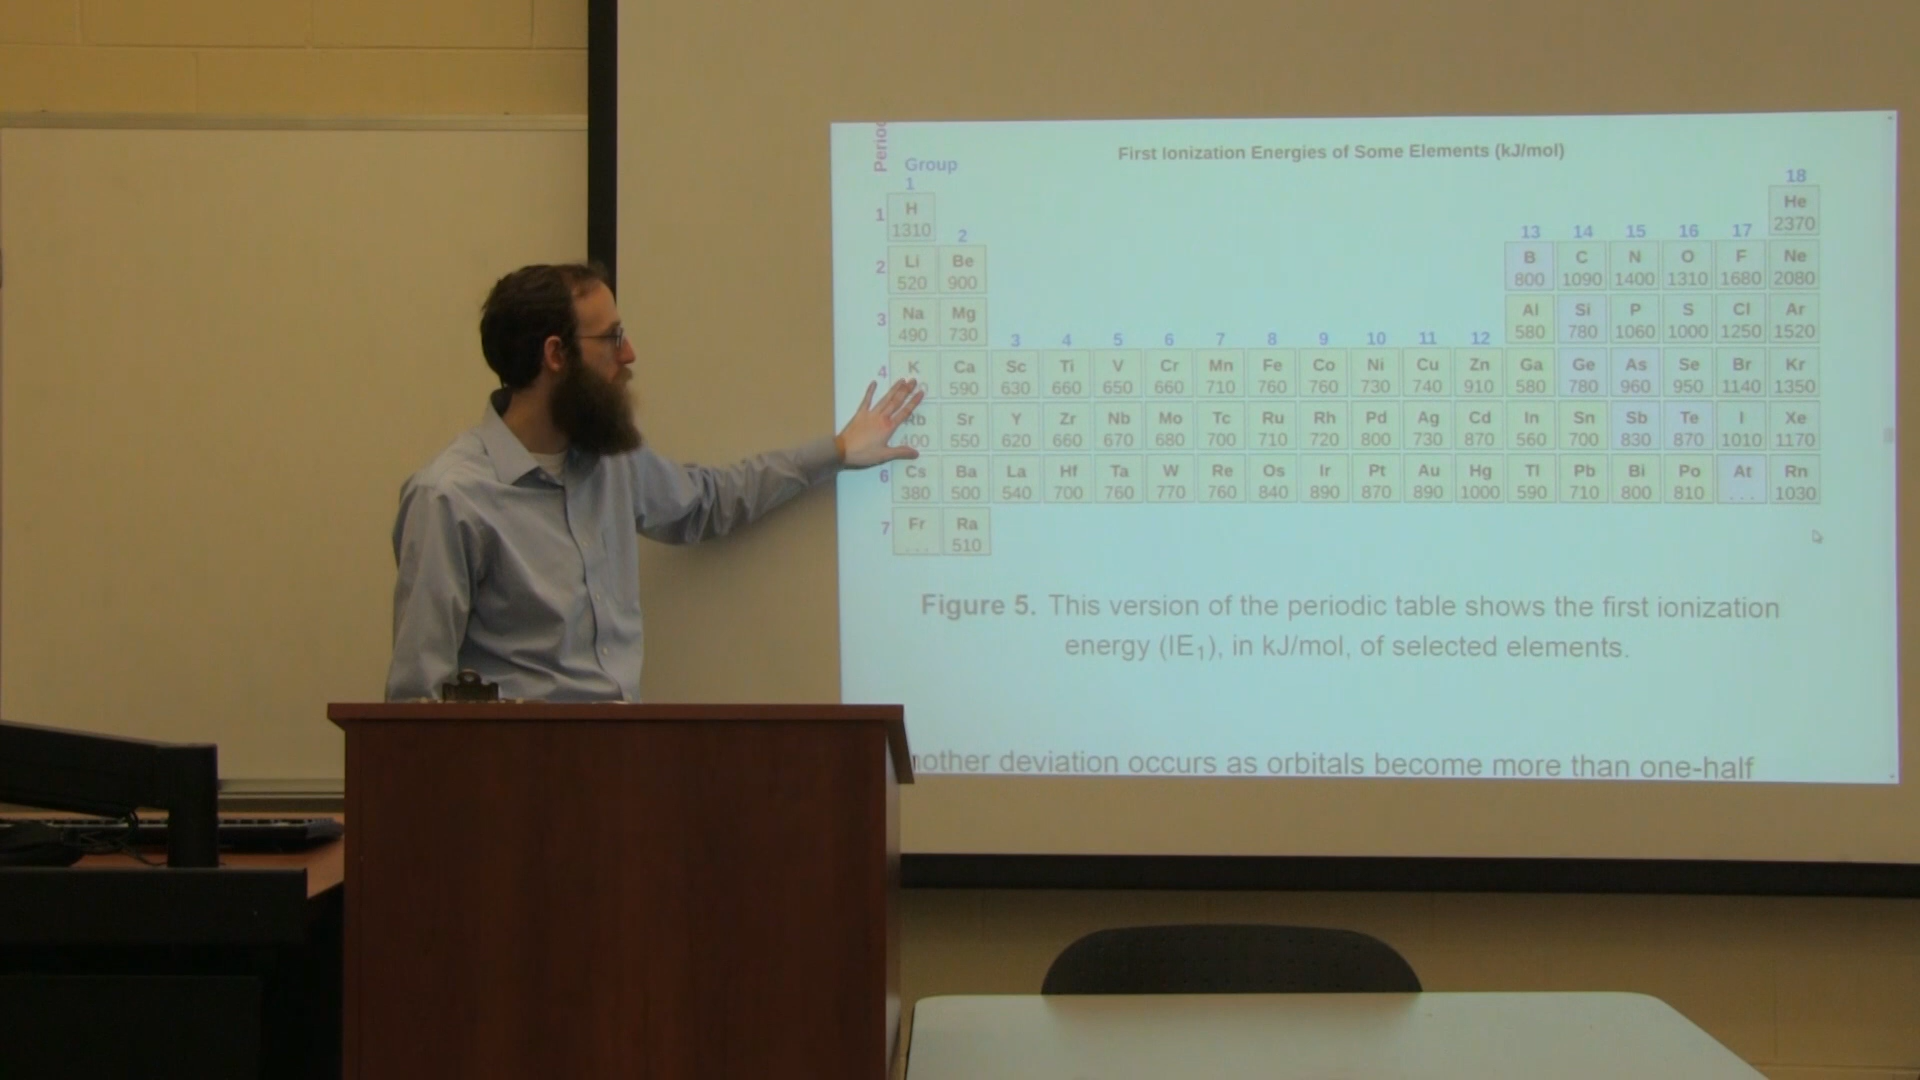 First Ionization Energies of Some Elements (kJ/mol)
Group
1 18
1 H He
1310 2370
2 13 14 15 16 17
2 Li Be B C N O F Ne
520 900 800 1090 1400 1310 1680 2080
3 Na Mg Al Si P S Cl Ar
490 730 580 780 1060 1000 1250 1520
3 4 5 6 7 8 9 10 11 12
4 K Ca Sc Ti V Cr Mn Fe Co Ni Cu Zn Ga Ge As Se Br Kr
590 630 660 650 660 710 760 760 730 740 910 580 780 960 950 1140 1350
Rb Sr Y Zr Nb Mo Tc Ru Rh Pd Ag Cd In Sn Sb Te I Xe
400 550 620 660 670 680 700 710 720 800 730 870 560 700 830 870 1010 1170
6 Cs Ba La Hf Ta W Re Os Ir Pt Au Hg Tl Pb Bi Po At Rn
380 500 540 700 760 770 760 840 890 870 890 1000 590 710 800 810 ... 1030
7 Fr Ra
... 510
Figure 5. This version of the periodic table shows the first ionization
energy (IE₁), in kJ/mol, of selected elements.
deviation occurs as orbitals become more than one-half